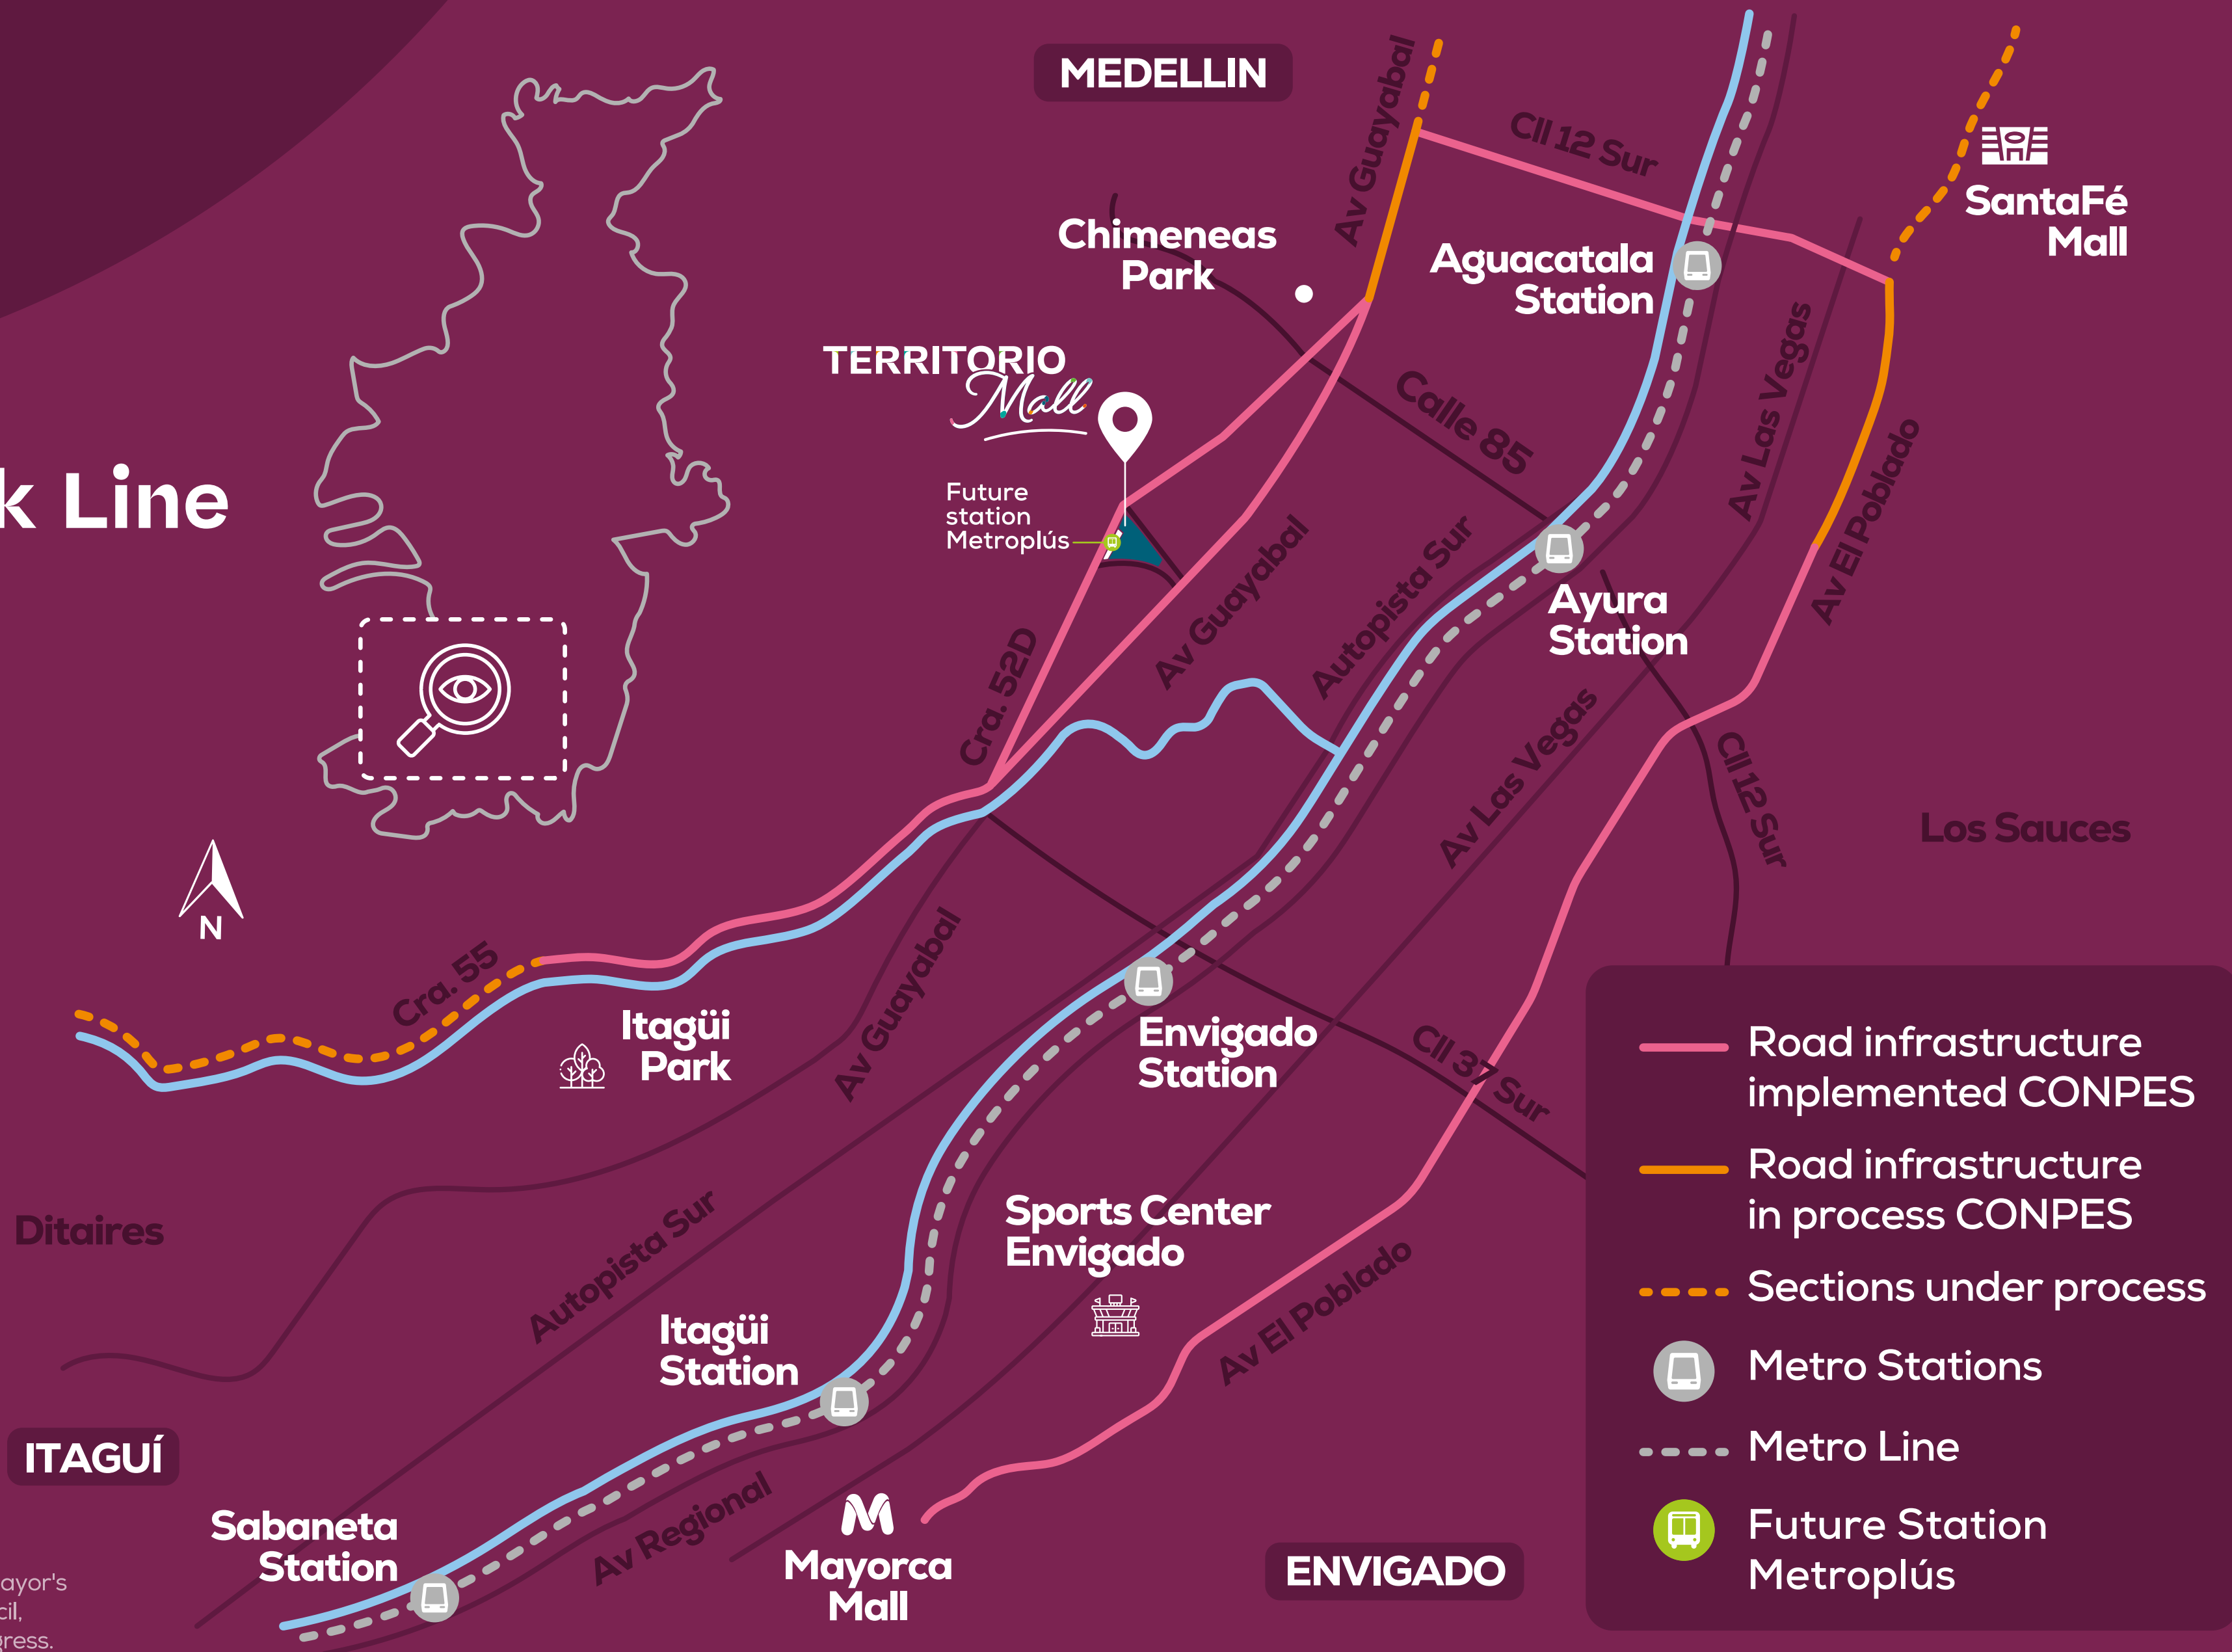 MEDELLIN
Av Guayabal
Cll 12 Sur
SantaFé
Mall
Chimeneas
Park
Aguacatala
Station
TERRITORIO
Mall
Calle 85
Av Las Vegas
Av El Poblado
k Line
Future
station
Metroplús
Av Guayabal
Autopista Sur
Ayura
Station
Cra. 52D
Av Las Vegas
Cll 12 Sur
Los Sauces
N
Cra. 55
Av Guayabal
Itagüi
Park
Envigado
Station
Cll 37 Sur
Ditaires
Autopista Sur
Sports Center
Envigado
Av El Poblado
Itagüi
Station
ITAGUÍ
Sabaneta
Station
Av Regional
Mayorca
Mall
ENVIGADO
ayor's
cil,
gress.
Road infrastructure
implemented CONPES
Road infrastructure
in process CONPES
Sections under process
Metro Stations
Metro Line
Future Station
Metroplús